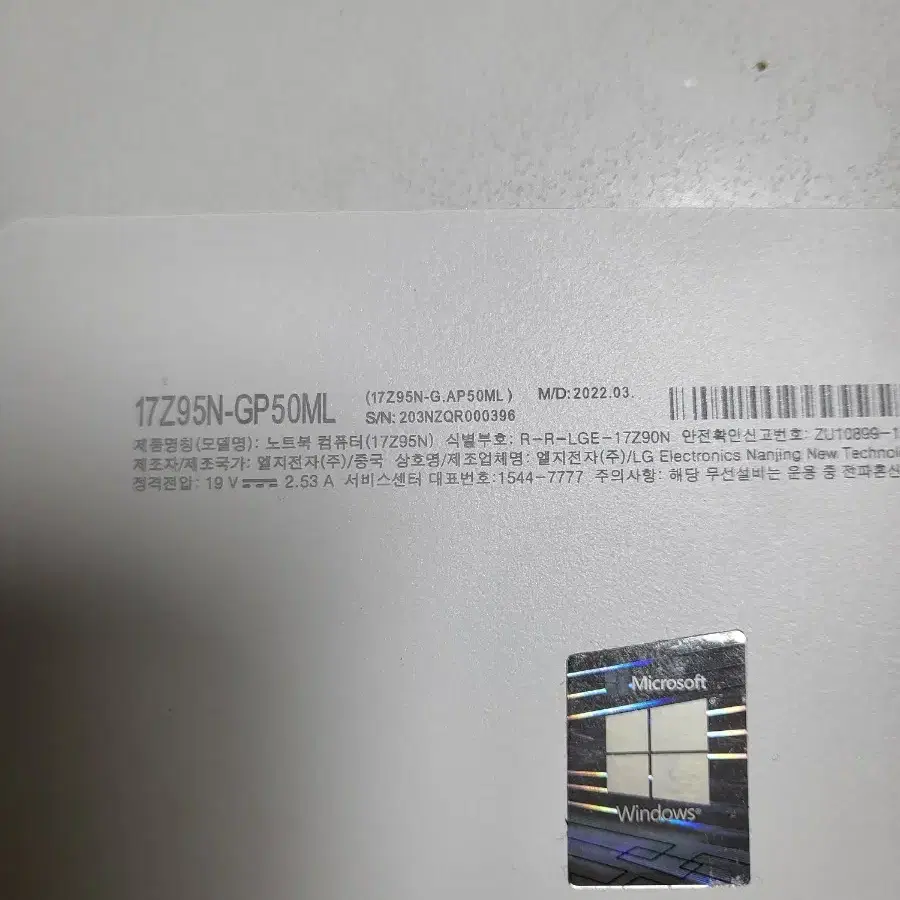 17Z95N-GP50ML (17Z95N-G.AP50ML) M/D:2022.03.
S/N: 203NZQR000396
제품명칭(모델명): 노트북 컴퓨터(17Z95N) 식별부호: R-R-LGE-17Z90N 안전확인신고번호: ZU10899-1
제조자/제조국가: 엘지전자(주)/중국 상호명/제조업체명: 엘지전자(주)/LG Electronics Nanjing New Technol
정격전압: 19 V 2.53 A 서비스센터 대표번호:1544-7777 주의사항: 해당 무선설비는 운용 중 전파혼신
Microsoft
Windows®